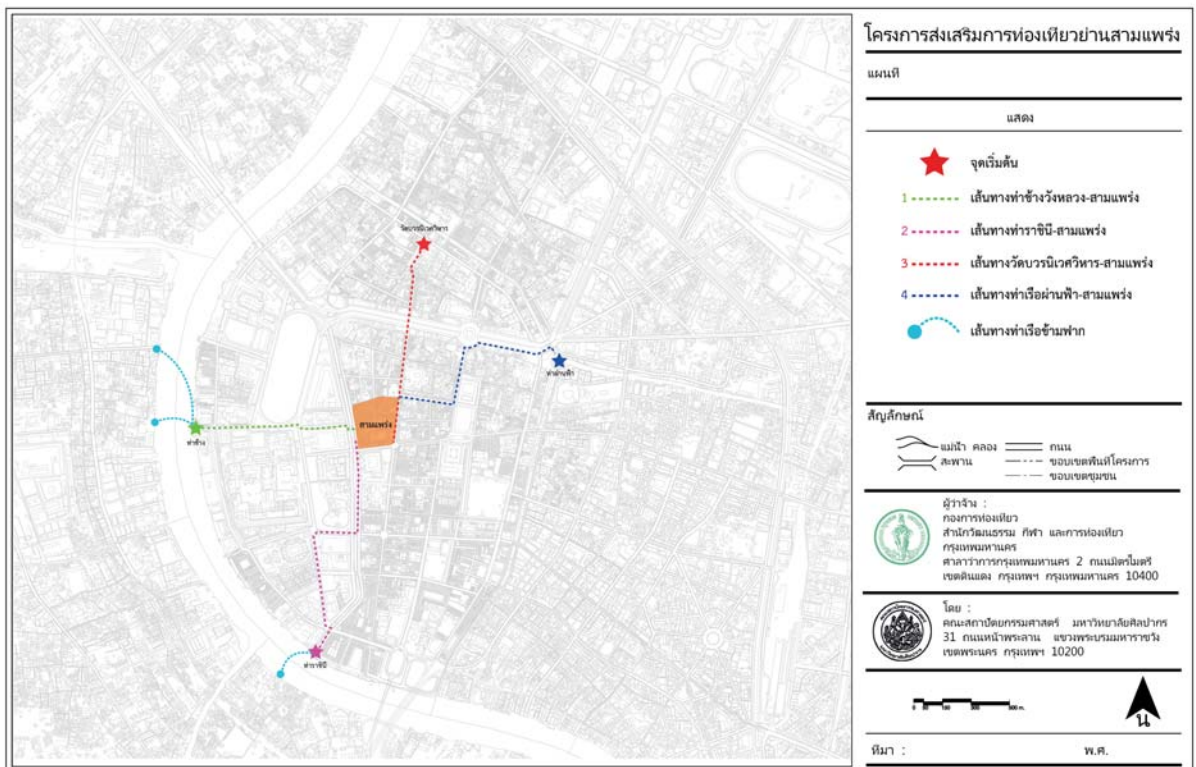 วัดบวรนิเวศวิหาร
ท่าผ่านฟ้า
สามแพร่ง
ท่าช้าง
ท่าราชินี
โครงการส่งเสริมการท่องเที่ยวย่านสามแพร่ง
แผนที่
แสดง
จุดเริ่มต้น
1 เส้นทางท่าช้างวังหลวง-สามแพร่ง
2 เส้นทางท่าราชินี-สามแพร่ง
3 เส้นทางวัดบวรนิเวศวิหาร-สามแพร่ง
4 เส้นทางท่าเรือผ่านฟ้า-สามแพร่ง
เส้นทางท่าเรือข้ามฟาก
สัญลักษณ์
แม่น้ำ คลอง ถนน
สะพาน ขอบเขตพื้นที่โครงการ
ขอบเขตชุมชน
ผู้ว่าจ้าง :
กองการท่องเที่ยว
สำนักวัฒนธรรม กีฬา และการท่องเที่ยว
กรุงเทพมหานคร
ศาลาว่าการกรุงเทพมหานคร 2 ถนนมิตรไมตรี
เขตดินแดง กรุงเทพฯ กรุงเทพมหานคร 10400
โดย :
คณะสถาปัตยกรรมศาสตร์ มหาวิทยาลัยศิลปากร
31 ถนนหน้าพระลาน แขวงพระบรมมหาราชวัง
เขตพระนคร กรุงเทพฯ 10200
น
ที่มา : พ.ศ.